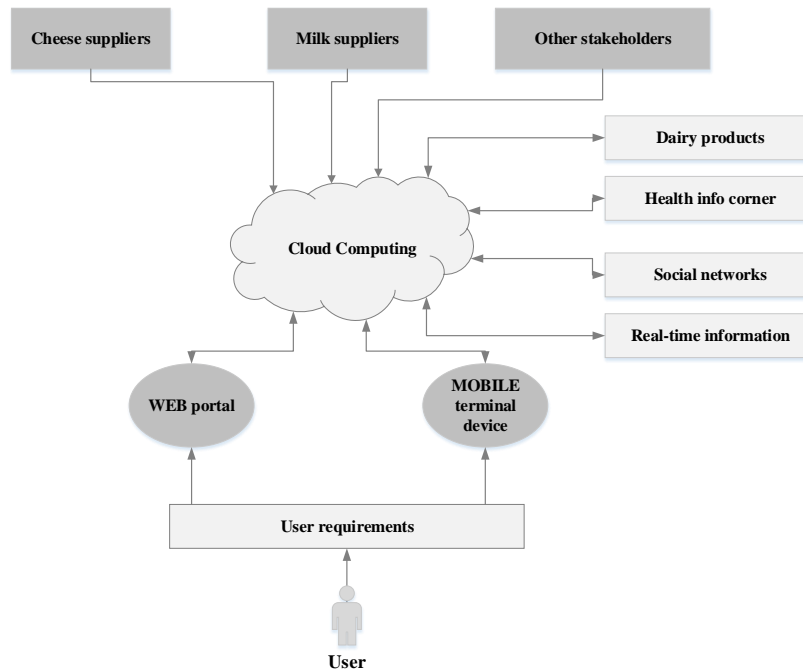 Cheese suppliers
Milk suppliers
Other stakeholders
Dairy products
Health info corner
Cloud Computing
Social networks
Real-time information
WEB portal
MOBILE
terminal
device
User requirements
User